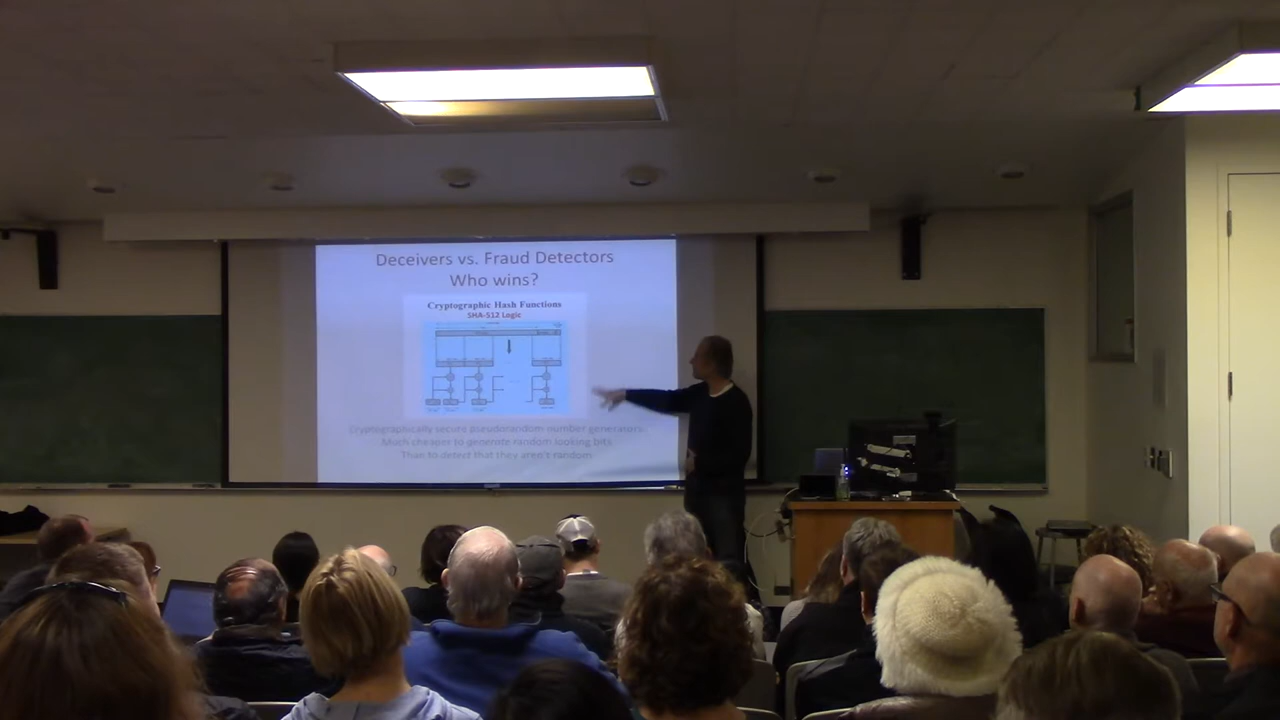 Deceivers vs. Fraud Detectors
Who wins?
Cryptographic Hash Functions
SHA-512 Logic
Cryptographically secure pseudorandom number generators
Much cheaper to generate random looking bits
Than to detect that they aren't random